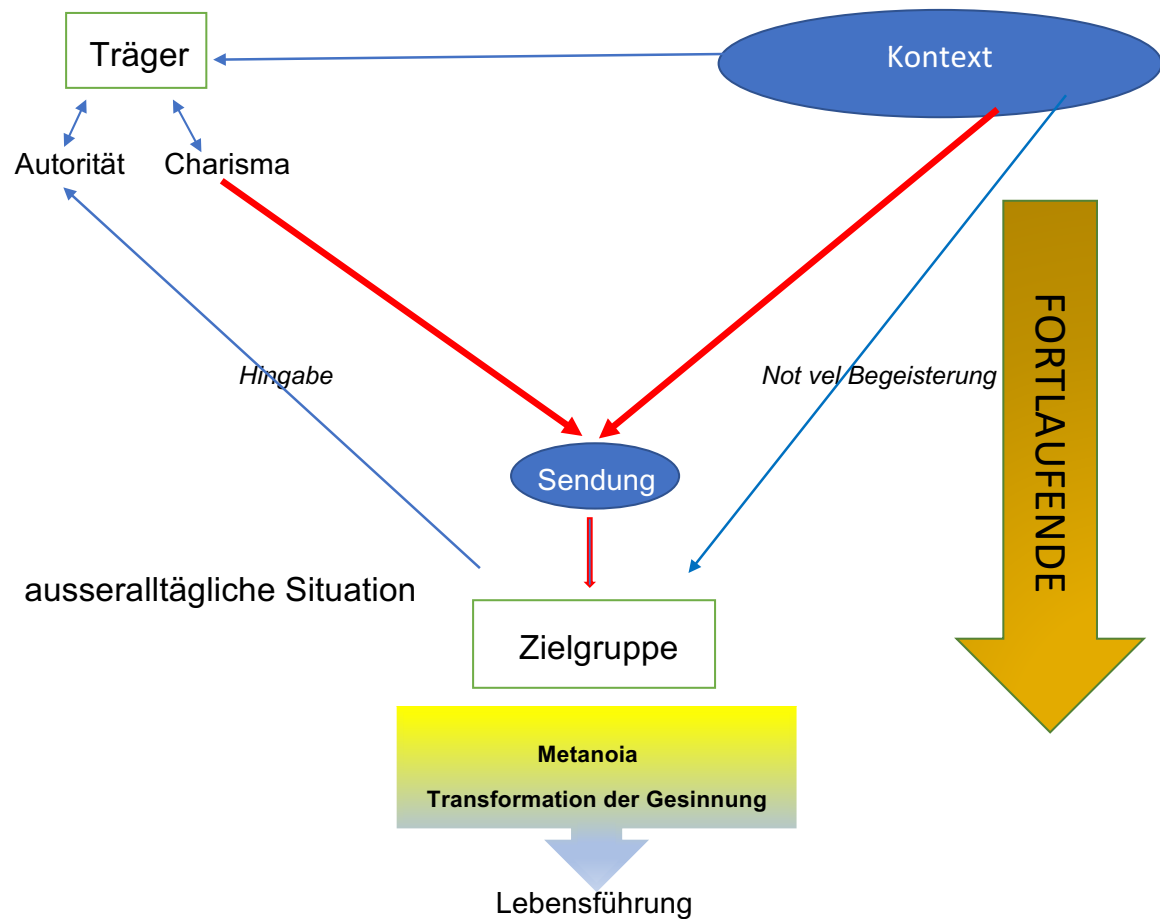 Träger
Kontext
Autorität
Charisma
Hingabe
Not vel Begeisterung
FORTLAUFENDE
Sendung
ausseralltägliche Situation
Zielgruppe
Metanoia
Transformation der Gesinnung
Lebensführung